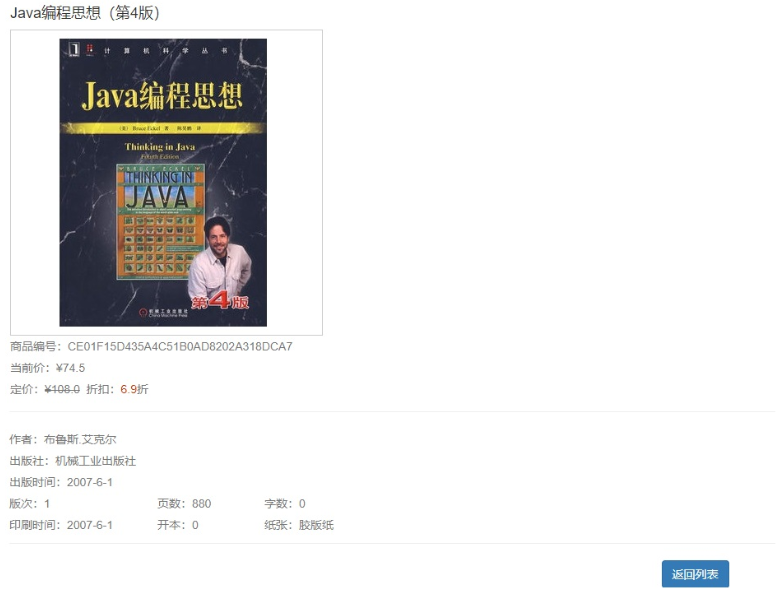 Java编程思想（第4版）
计算机科学丛书
Java编程思想
（美）Bruce Eckel 著 陈昊鹏 译
Thinking in Java
Fourth Edition
BRUCE ECKEL
THINKING IN
JAVA
第4版
机械工业出版社
China Machine Press
商品编号：CE01F15D435A4C51B0AD8202A318DCA7
当前价：¥74.5
定价：¥108.0 折扣：6.9折
作者：布鲁斯.艾克尔
出版社：机械工业出版社
出版时间：2007-6-1
版次：1 页数：880 字数：0
印刷时间：2007-6-1 开本：0 纸张：胶版纸
返回列表